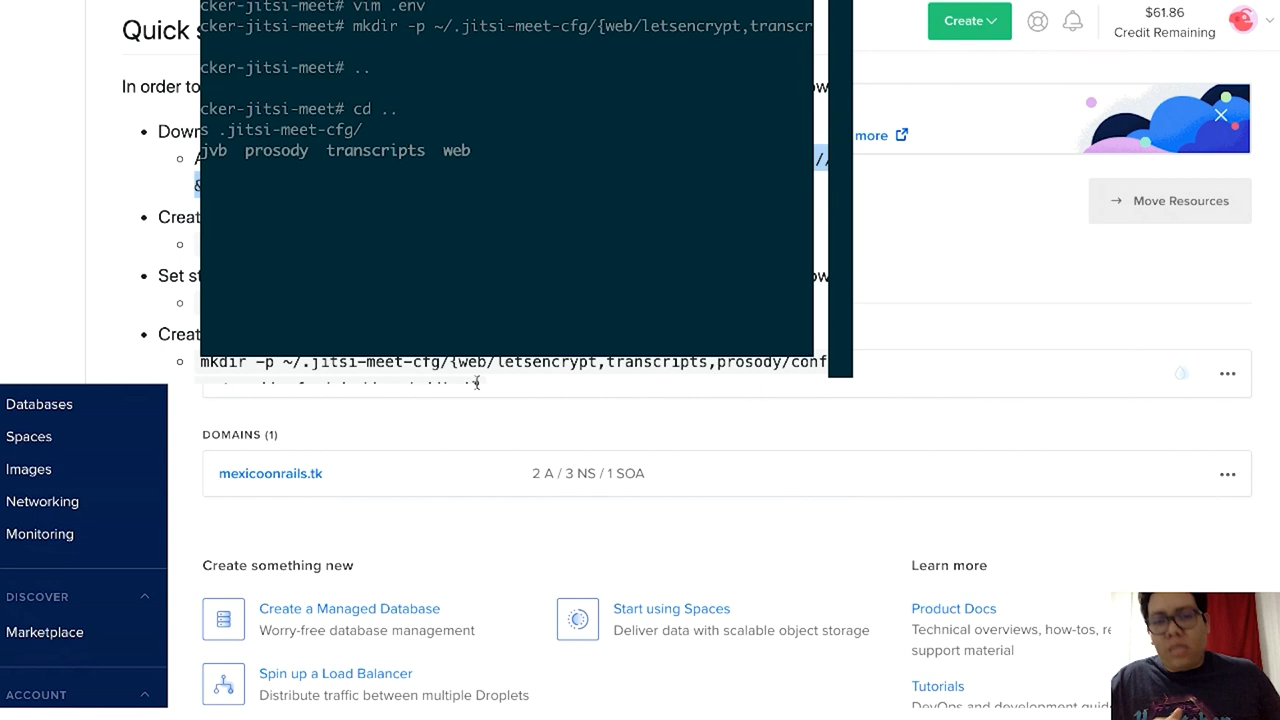 Quick s
In order to
Down
Creat
Set st
Creat
mkdir -p ~/.jitsi-meet-cfg/{web/letsencrypt,transcripts,prosody/conf
cker-jitsi-meet# vim .env
cker-jitsi-meet# mkdir -p ~/.jitsi-meet-cfg/{web/letsencrypt,transcr
cker-jitsi-meet# ..
cker-jitsi-meet# cd ..
s .jitsi-meet-cfg/
jvb prosody transcripts web
Create
$61.86
Credit Remaining
more
→ Move Resources
Databases
Spaces
Images
Networking
Monitoring
DISCOVER
Marketplace
ACCOUNT
DOMAINS (1)
mexicoonrails.tk 2 A / 3 NS / 1 SOA
Create something new
Create a Managed Database
Worry-free database management
Start using Spaces
Deliver data with scalable object storage
Spin up a Load Balancer
Distribute traffic between multiple Droplets
Learn more
Product Docs
Technical overviews, how-tos, re
support material
Tutorials
DevOps and development guid